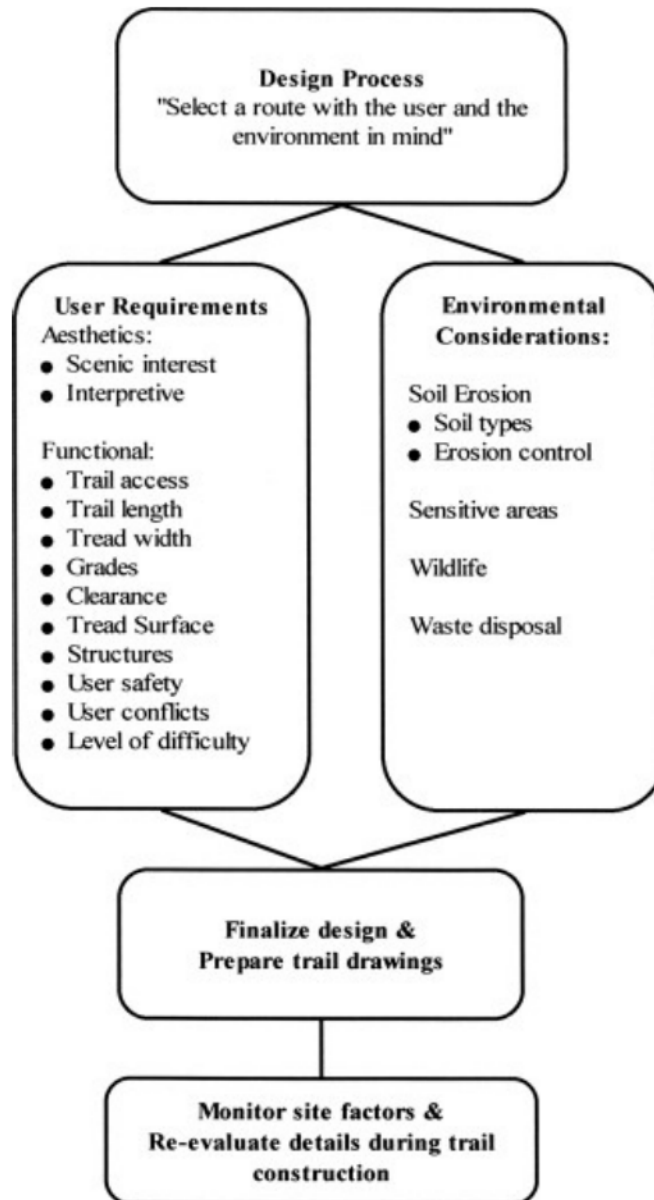 Design Process
"Select a route with the user and the
environment in mind"
User Requirements
Aesthetics:
● Scenic interest
● Interpretive
Functional:
● Trail access
● Trail length
● Tread width
● Grades
● Clearance
● Tread Surface
● Structures
● User safety
● User conflicts
● Level of difficulty
Environmental
Considerations:
Soil Erosion
● Soil types
● Erosion control
Sensitive areas
Wildlife
Waste disposal
Finalize design &
Prepare trail drawings
Monitor site factors &
Re-evaluate details during trail
construction